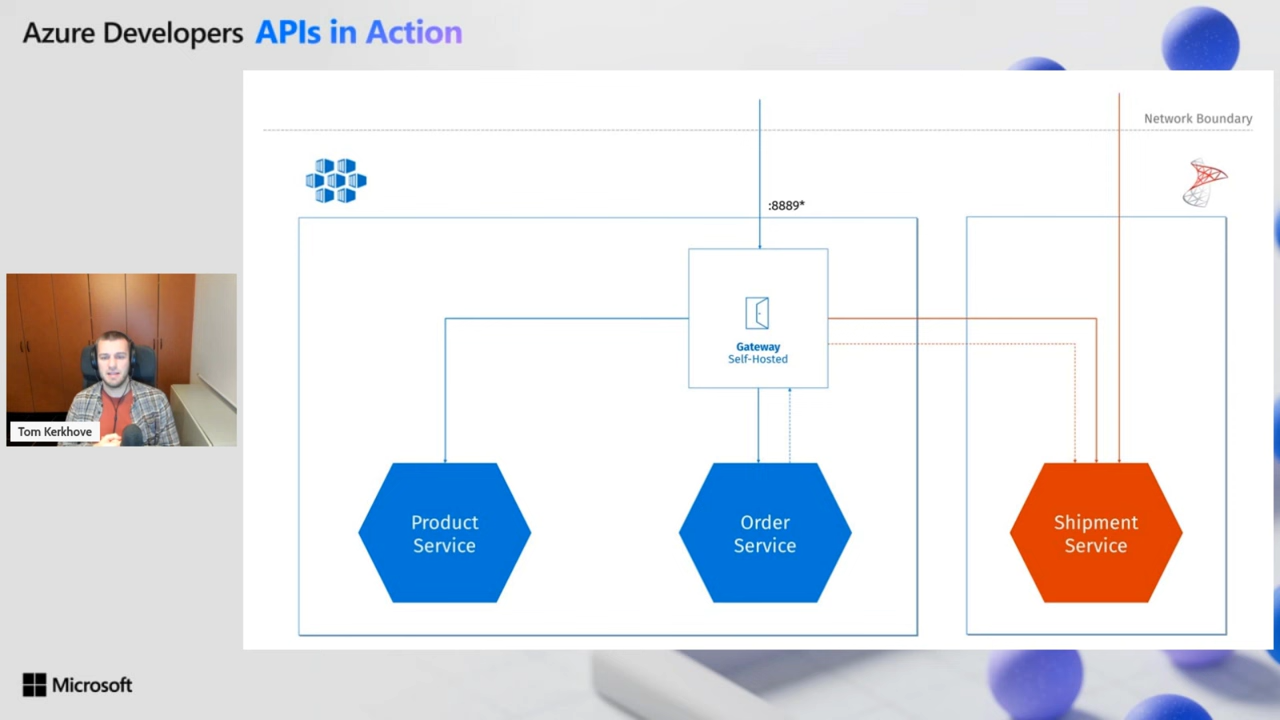 Azure Developers APIs in Action
Network Boundary
:8889*
Gateway
Self-Hosted
Tom Kerkhove
Product
Service
Order
Service
Shipment
Service
Microsoft